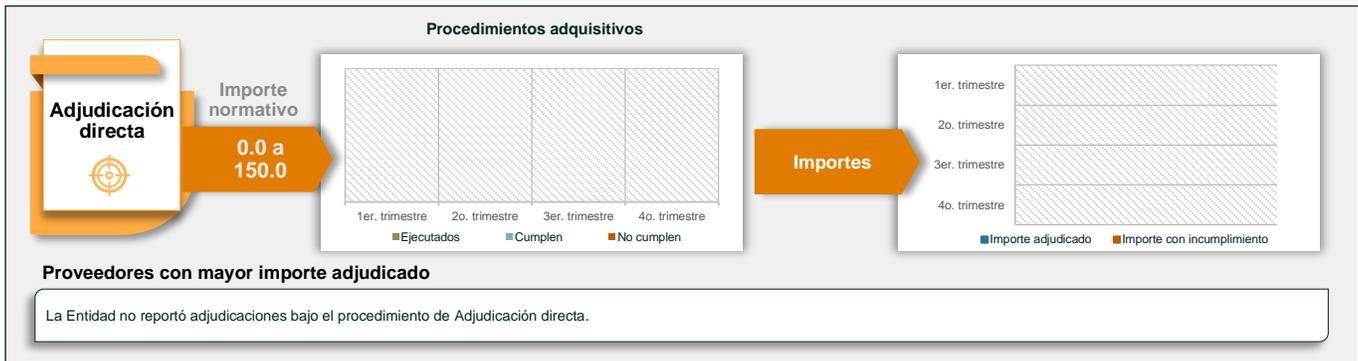 Procedimientos adquisitivos
Adjudicación
directa
Importe
normativo
0.0 a
150.0
1er. trimestre
2o. trimestre
3er. trimestre
4o. trimestre
Ejecutados
Cumplen
No cumplen
Importes
1er. trimestre
2o. trimestre
3er. trimestre
4o. trimestre
Importe adjudicado
Importe con incumplimiento
Proveedores con mayor importe adjudicado
La Entidad no reportó adjudicaciones bajo el procedimiento de Adjudicación directa.